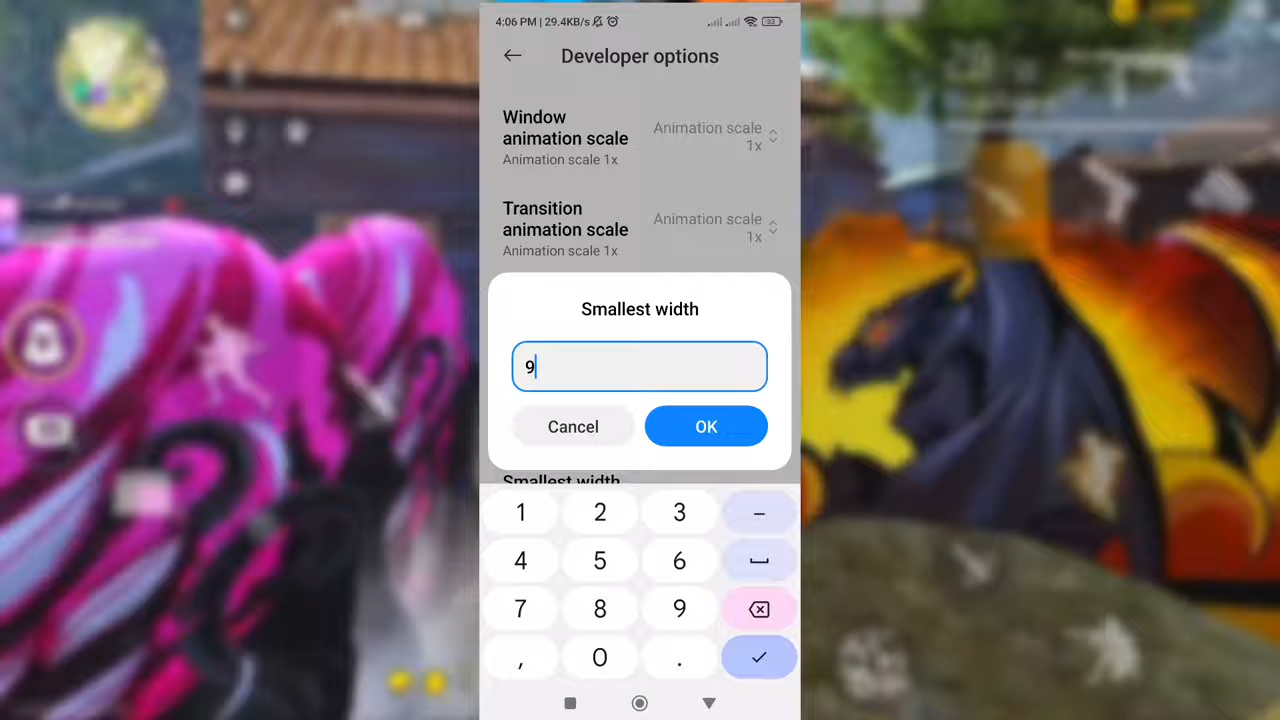 4:06 PM | 29.4KB/s
33
Developer options
Window
animation scale
Animation scale 1x
Animation scale
1x
Transition
animation scale
Animation scale 1x
Animation scale
1x
Smallest width
9
Cancel
OK
Smallest width
1 2 3 –
4 5 6
7 8 9
, 0 .